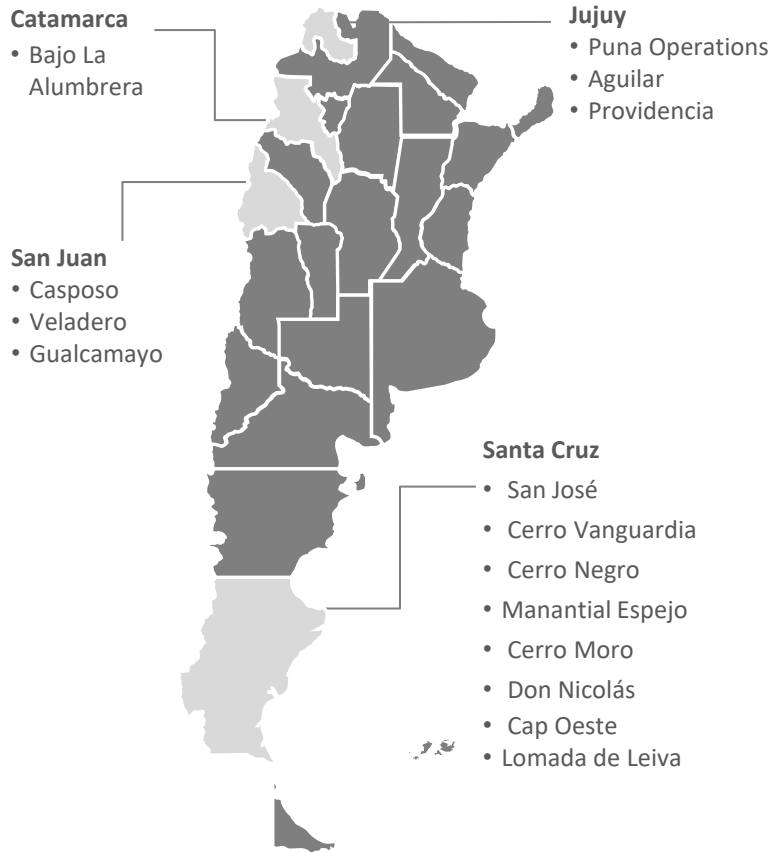 Catamarca
• Bajo La
Alumbrera
Jujuy
• Puna Operations
• Aguilar
• Providencia
San Juan
• Casposo
• Veladero
• Gualcamayo
Santa Cruz
• San José
• Cerro Vanguardia
• Cerro Negro
• Manantial Espejo
• Cerro Moro
• Don Nicolás
• Cap Oeste
• Lomada de Leiva